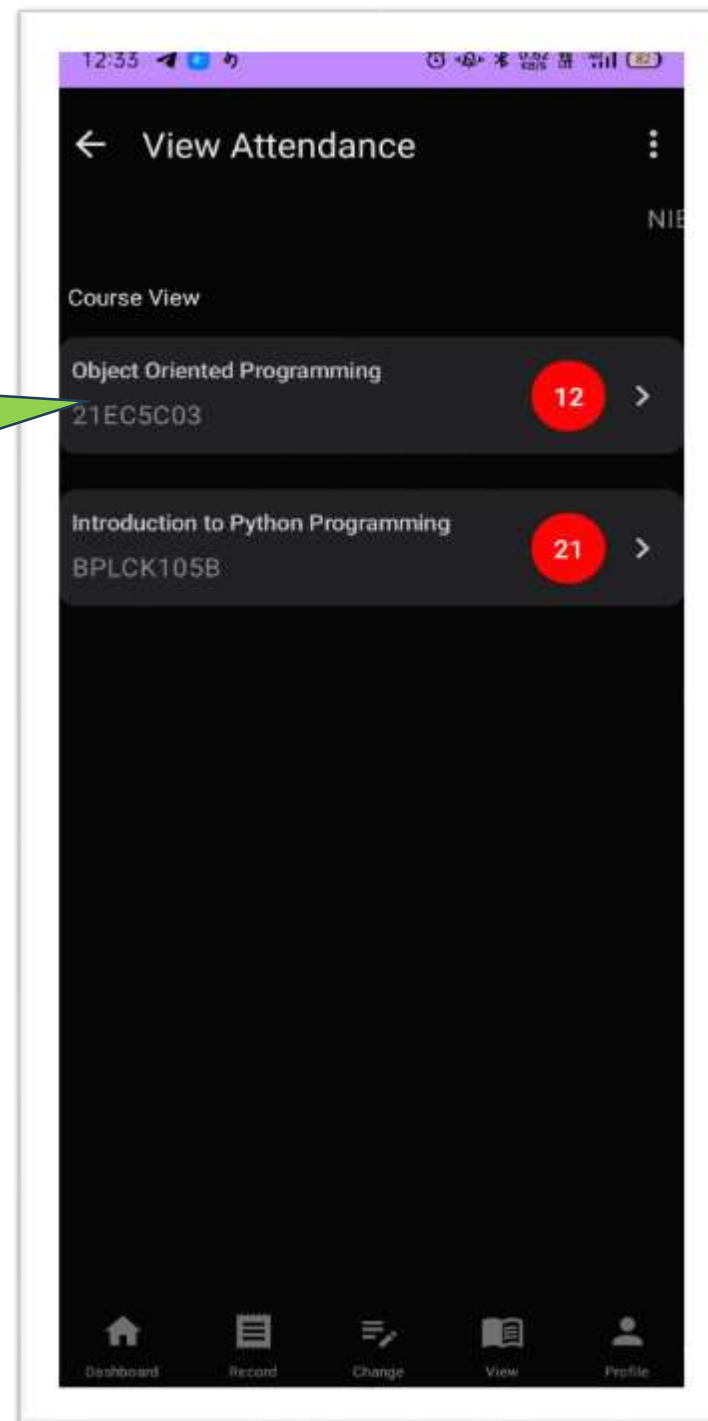 12:33
82
View Attendance
NIE
Course View
Object Oriented Programming
21EC5C03
12
Introduction to Python Programming
BPLCK105B
21
Dashboard Record Change View Profile